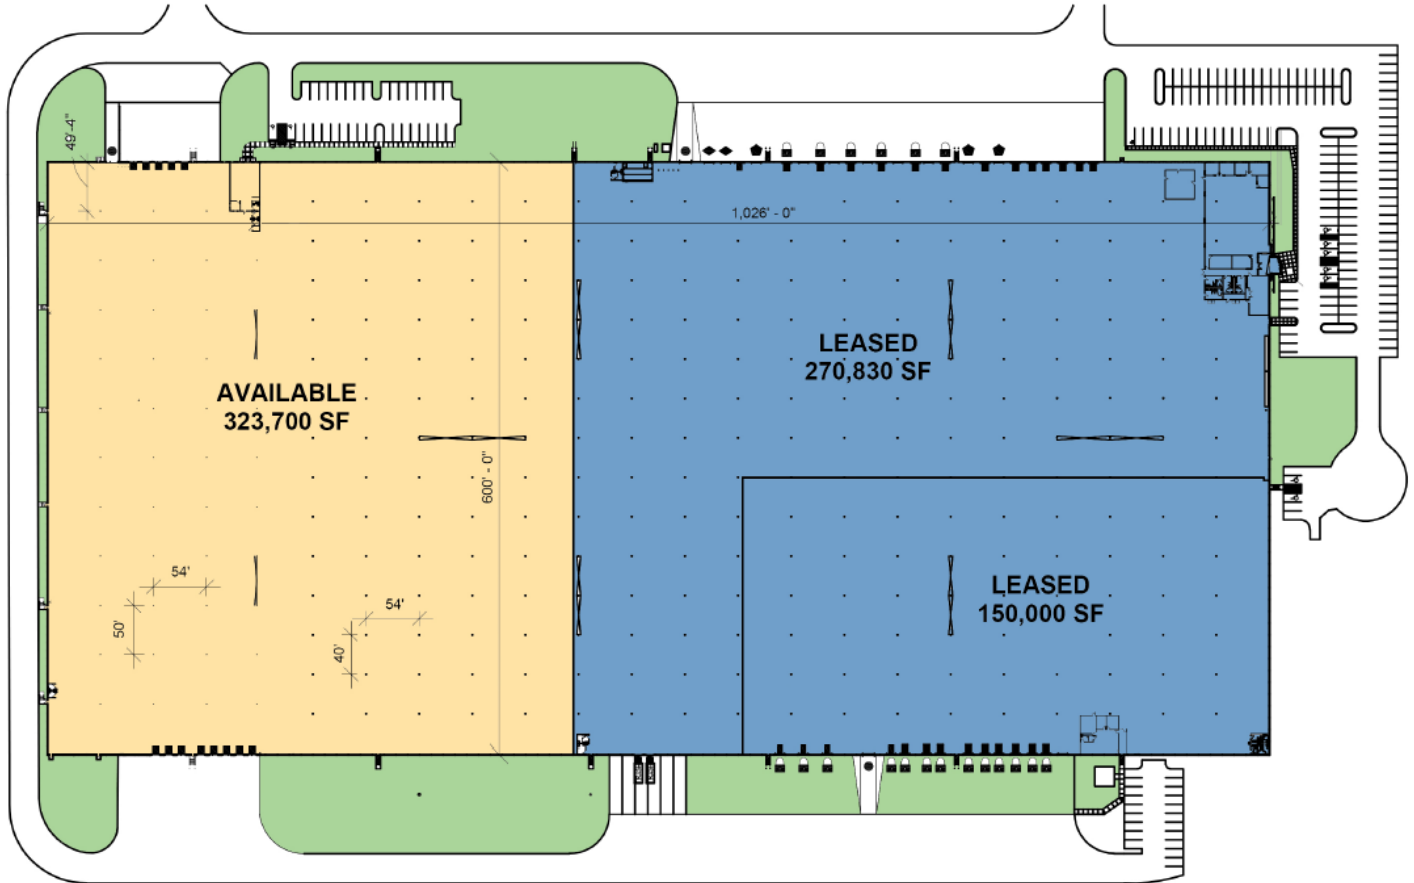 49'-4"
1,026' - 0"
LEASED
270,830 SF
AVAILABLE
323,700 SF
600' - 0"
54'
50'
54'
40'
LEASED
150,000 SF